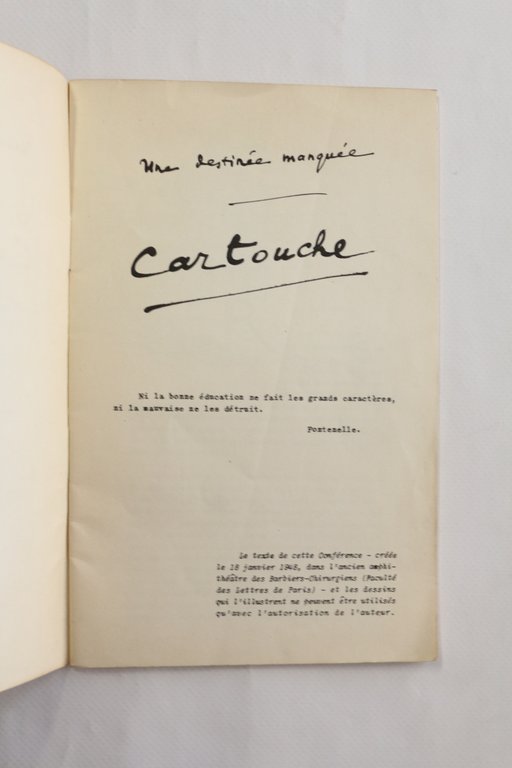 Une destinée manquée
Cartouche
Ni la bonne éducation ne fait les grands caractères,
ni la mauvaise ne les détruit.
Fontenelle.
Le texte de cette Conférence - créée
le 18 janvier 1948, dans l'ancien amphi-
théâtre des Barbiers-Chirurgiens (Faculté
des Lettres de Paris) - et les dessins
qui l'illustrent ne peuvent être utilisés
qu'avec l'autorisation de l'auteur.